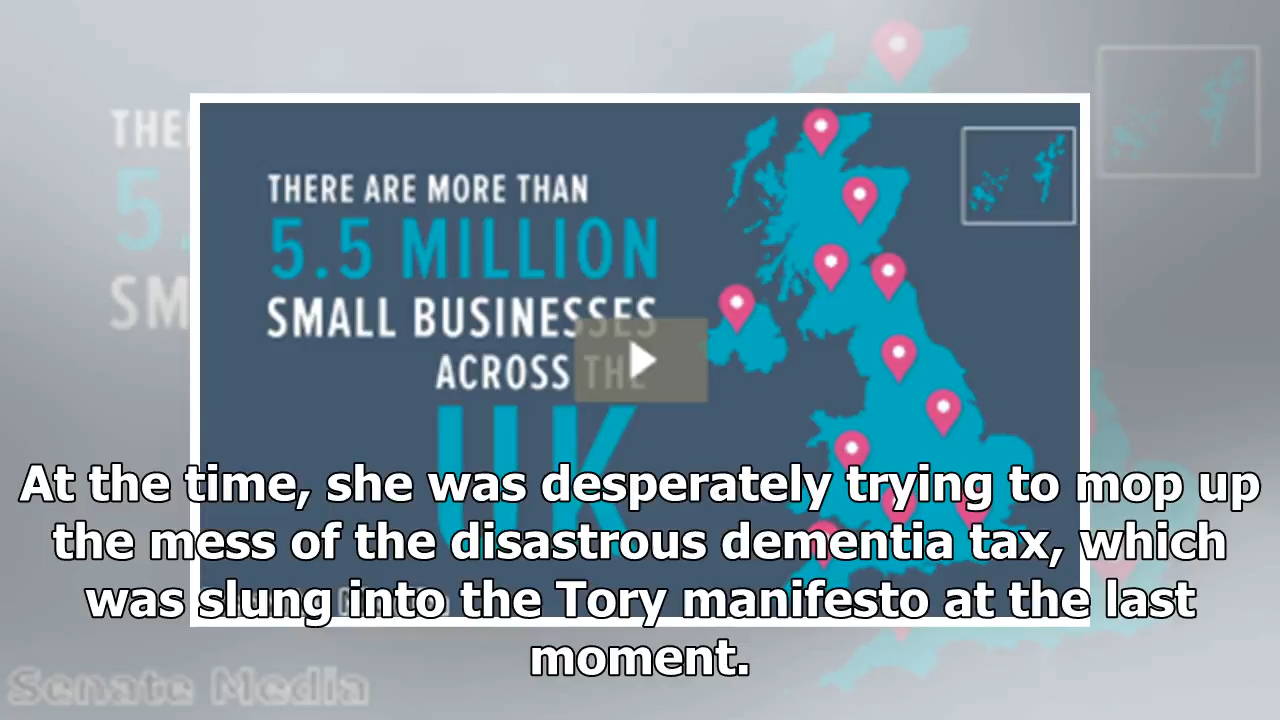 THERE ARE MORE THAN
5.5 MILLION
SMALL BUSINESSES
ACROSS THE
UK
At the time, she was desperately trying to mop up
the mess of the disastrous dementia tax, which
was slung into the Tory manifesto at the last
moment.
Senate Media